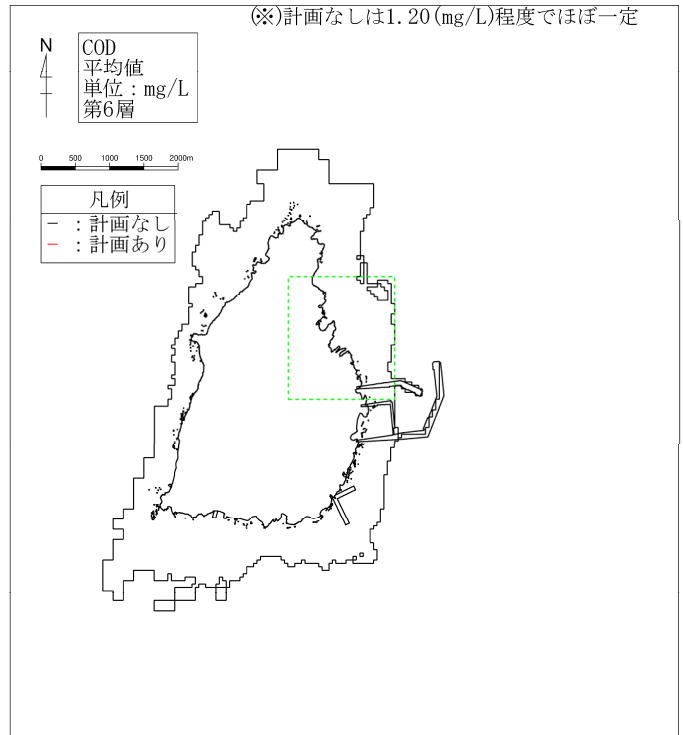 (※)計画なしは1.20(mg/L)程度でほぼ一定
N
COD
平均値
単位：mg/L
第6層
0 500 1000 1500 2000m
凡例
－ ：計画なし
－ ：計画あり